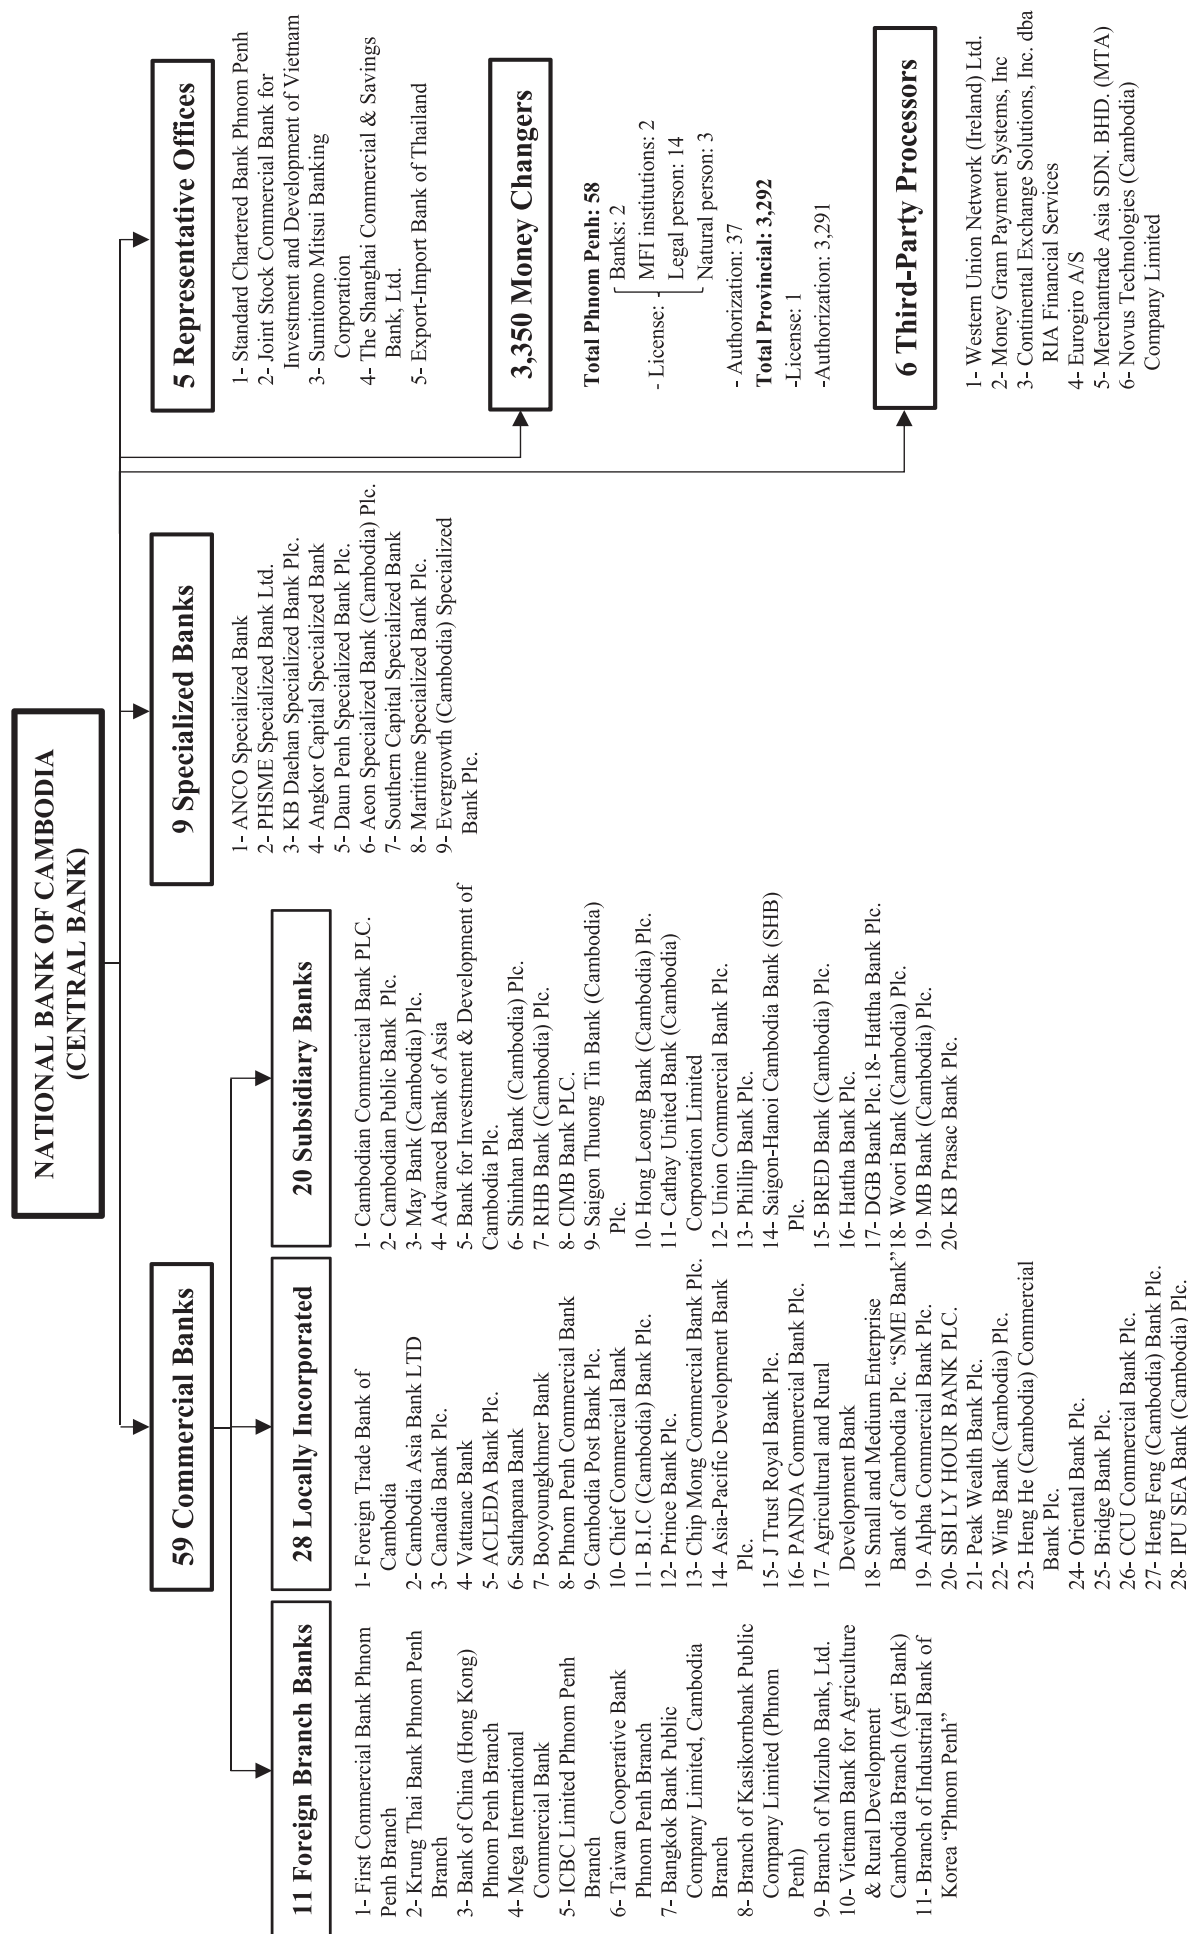 NATIONAL BANK OF CAMBODIA
(CENTRAL BANK)
59 Commercial Banks
11 Foreign Branch Banks
1- First Commercial Bank Phnom
Penh Branch
2- Krung Thai Bank Phnom Penh
Branch
3- Bank of China (Hong Kong)
Phnom Penh Branch
4- Mega International
Commercial Bank
5- ICBC Limited Phnom Penh
Branch
6- Taiwan Cooperative Bank
Phnom Penh Branch
7- Bangkok Bank Public
Company Limited, Cambodia
Branch
8- Branch of Kasikornbank Public
Company Limited (Phnom
Penh)
9- Branch of Mizuho Bank, Ltd.
10- Vietnam Bank for Agriculture
& Rural Development
Cambodia Branch (Agri Bank)
11- Branch of Industrial Bank of
Korea “Phnom Penh”
28 Locally Incorporated
1- Foreign Trade Bank of
Cambodia
2- Cambodia Asia Bank LTD
3- Canadia Bank Plc.
4- Vattanac Bank
5- ACLEDA Bank Plc.
6- Sathapana Bank
7- Booyoungkhmer Bank
8- Phnom Penh Commercial Bank
9- Cambodia Post Bank Plc.
10- Chief Commercial Bank
11- B.I.C (Cambodia) Bank Plc.
12- Prince Bank Plc.
13- Chip Mong Commercial Bank Plc.
14- Asia-Pacific Development Bank
Plc.
15- J Trust Royal Bank Plc.
16- PANDA Commercial Bank Plc.
17- Agricultural and Rural
Development Bank
18- Small and Medium Enterprise
Bank of Cambodia Plc. “SME Bank”
19- Alpha Commercial Bank Plc.
20- SBI LY HOUR BANK PLC.
21- Peak Wealth Bank Plc.
22- Wing Bank (Cambodia) Plc.
23- Heng He (Cambodia) Commercial
Bank Plc.
24- Oriental Bank Plc.
25- Bridge Bank Plc.
26- CCU Commercial Bank Plc.
27- Heng Feng (Cambodia) Bank Plc.
28- IPU SEA Bank (Cambodia) Plc.
20 Subsidiary Banks
1- Cambodian Commercial Bank PLC.
2- Cambodian Public Bank Plc.
3- May Bank (Cambodia) Plc.
4- Advanced Bank of Asia
5- Bank for Investment & Development of
Cambodia Plc.
6- Shinhan Bank (Cambodia) Plc.
7- RHB Bank (Cambodia) Plc.
8- CIMB Bank PLC.
9- Saigon Thuong Tin Bank (Cambodia)
Plc.
10- Hong Leong Bank (Cambodia) Plc.
11- Cathay United Bank (Cambodia)
Corporation Limited
12- Union Commercial Bank Plc.
13- Phillip Bank Plc.
14- Saigon-Hanoi Cambodia Bank (SHB)
Plc.
15- BRED Bank (Cambodia) Plc.
16- Hattha Bank Plc.
17- DGB Bank Plc.18- Hattha Bank Plc.
18- Woori Bank (Cambodia) Plc.
19- MB Bank (Cambodia) Plc.
20- KB Prasac Bank Plc.
9 Specialized Banks
1- ANCO Specialized Bank
2- PHSME Specialized Bank Ltd.
3- KB Daehan Specialized Bank Plc.
4- Angkor Capital Specialized Bank
5- Daun Penh Specialized Bank Plc.
6- Aeon Specialized Bank (Cambodia) Plc.
7- Southern Capital Specialized Bank
8- Maritime Specialized Bank Plc.
9- Evergrowth (Cambodia) Specialized
Bank Plc.
5 Representative Offices
1- Standard Chartered Bank Phnom Penh
2- Joint Stock Commercial Bank for
Investment and Development of Vietnam
3- Sumitomo Mitsui Banking
Corporation
4- The Shanghai Commercial & Savings
Bank, Ltd.
5- Export-Import Bank of Thailand
3,350 Money Changers
Total Phnom Penh: 58
- License:
Banks: 2
MFI institutions: 2
Legal person: 14
Natural person: 3
- Authorization: 37
Total Provincial: 3,292
-License: 1
-Authorization: 3,291
6 Third-Party Processors
1- Western Union Network (Ireland) Ltd.
2- Money Gram Payment Systems, Inc
3- Continental Exchange Solutions, Inc. dba
RIA Financial Services
4- Eurogiro A/S
5- Merchantrade Asia SDN. BHD. (MTA)
6- Novus Technologies (Cambodia)
Company Limited